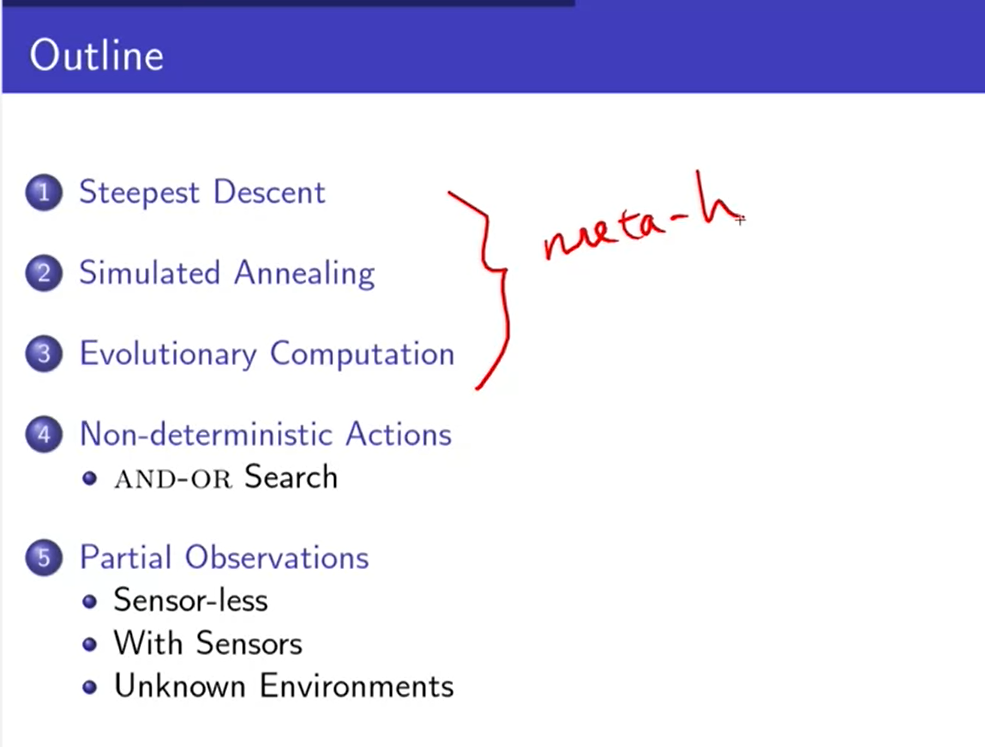 Outline
1 Steepest Descent
2 Simulated Annealing
3 Evolutionary Computation
meta-h
4 Non-deterministic Actions
AND-OR Search
5 Partial Observations
Sensor-less
With Sensors
Unknown Environments